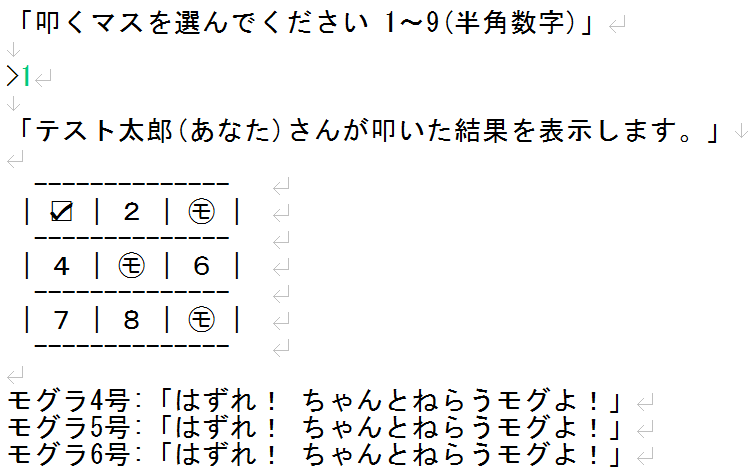 「叩くマスを選んでください 1～9(半角数字)」
>1
「テスト太郎(あなた)さんが叩いた結果を表示します。」
--------------
| ☑ | 2 | ㋲ |
--------------
| 4 | ㋲ | 6 |
--------------
| 7 | 8 | ㋲ |
--------------
モグラ4号:「はずれ！ ちゃんとねらうモグよ！」
モグラ5号:「はずれ！ ちゃんとねらうモグよ！」
モグラ6号:「はずれ！ ちゃんとねらうモグよ！」